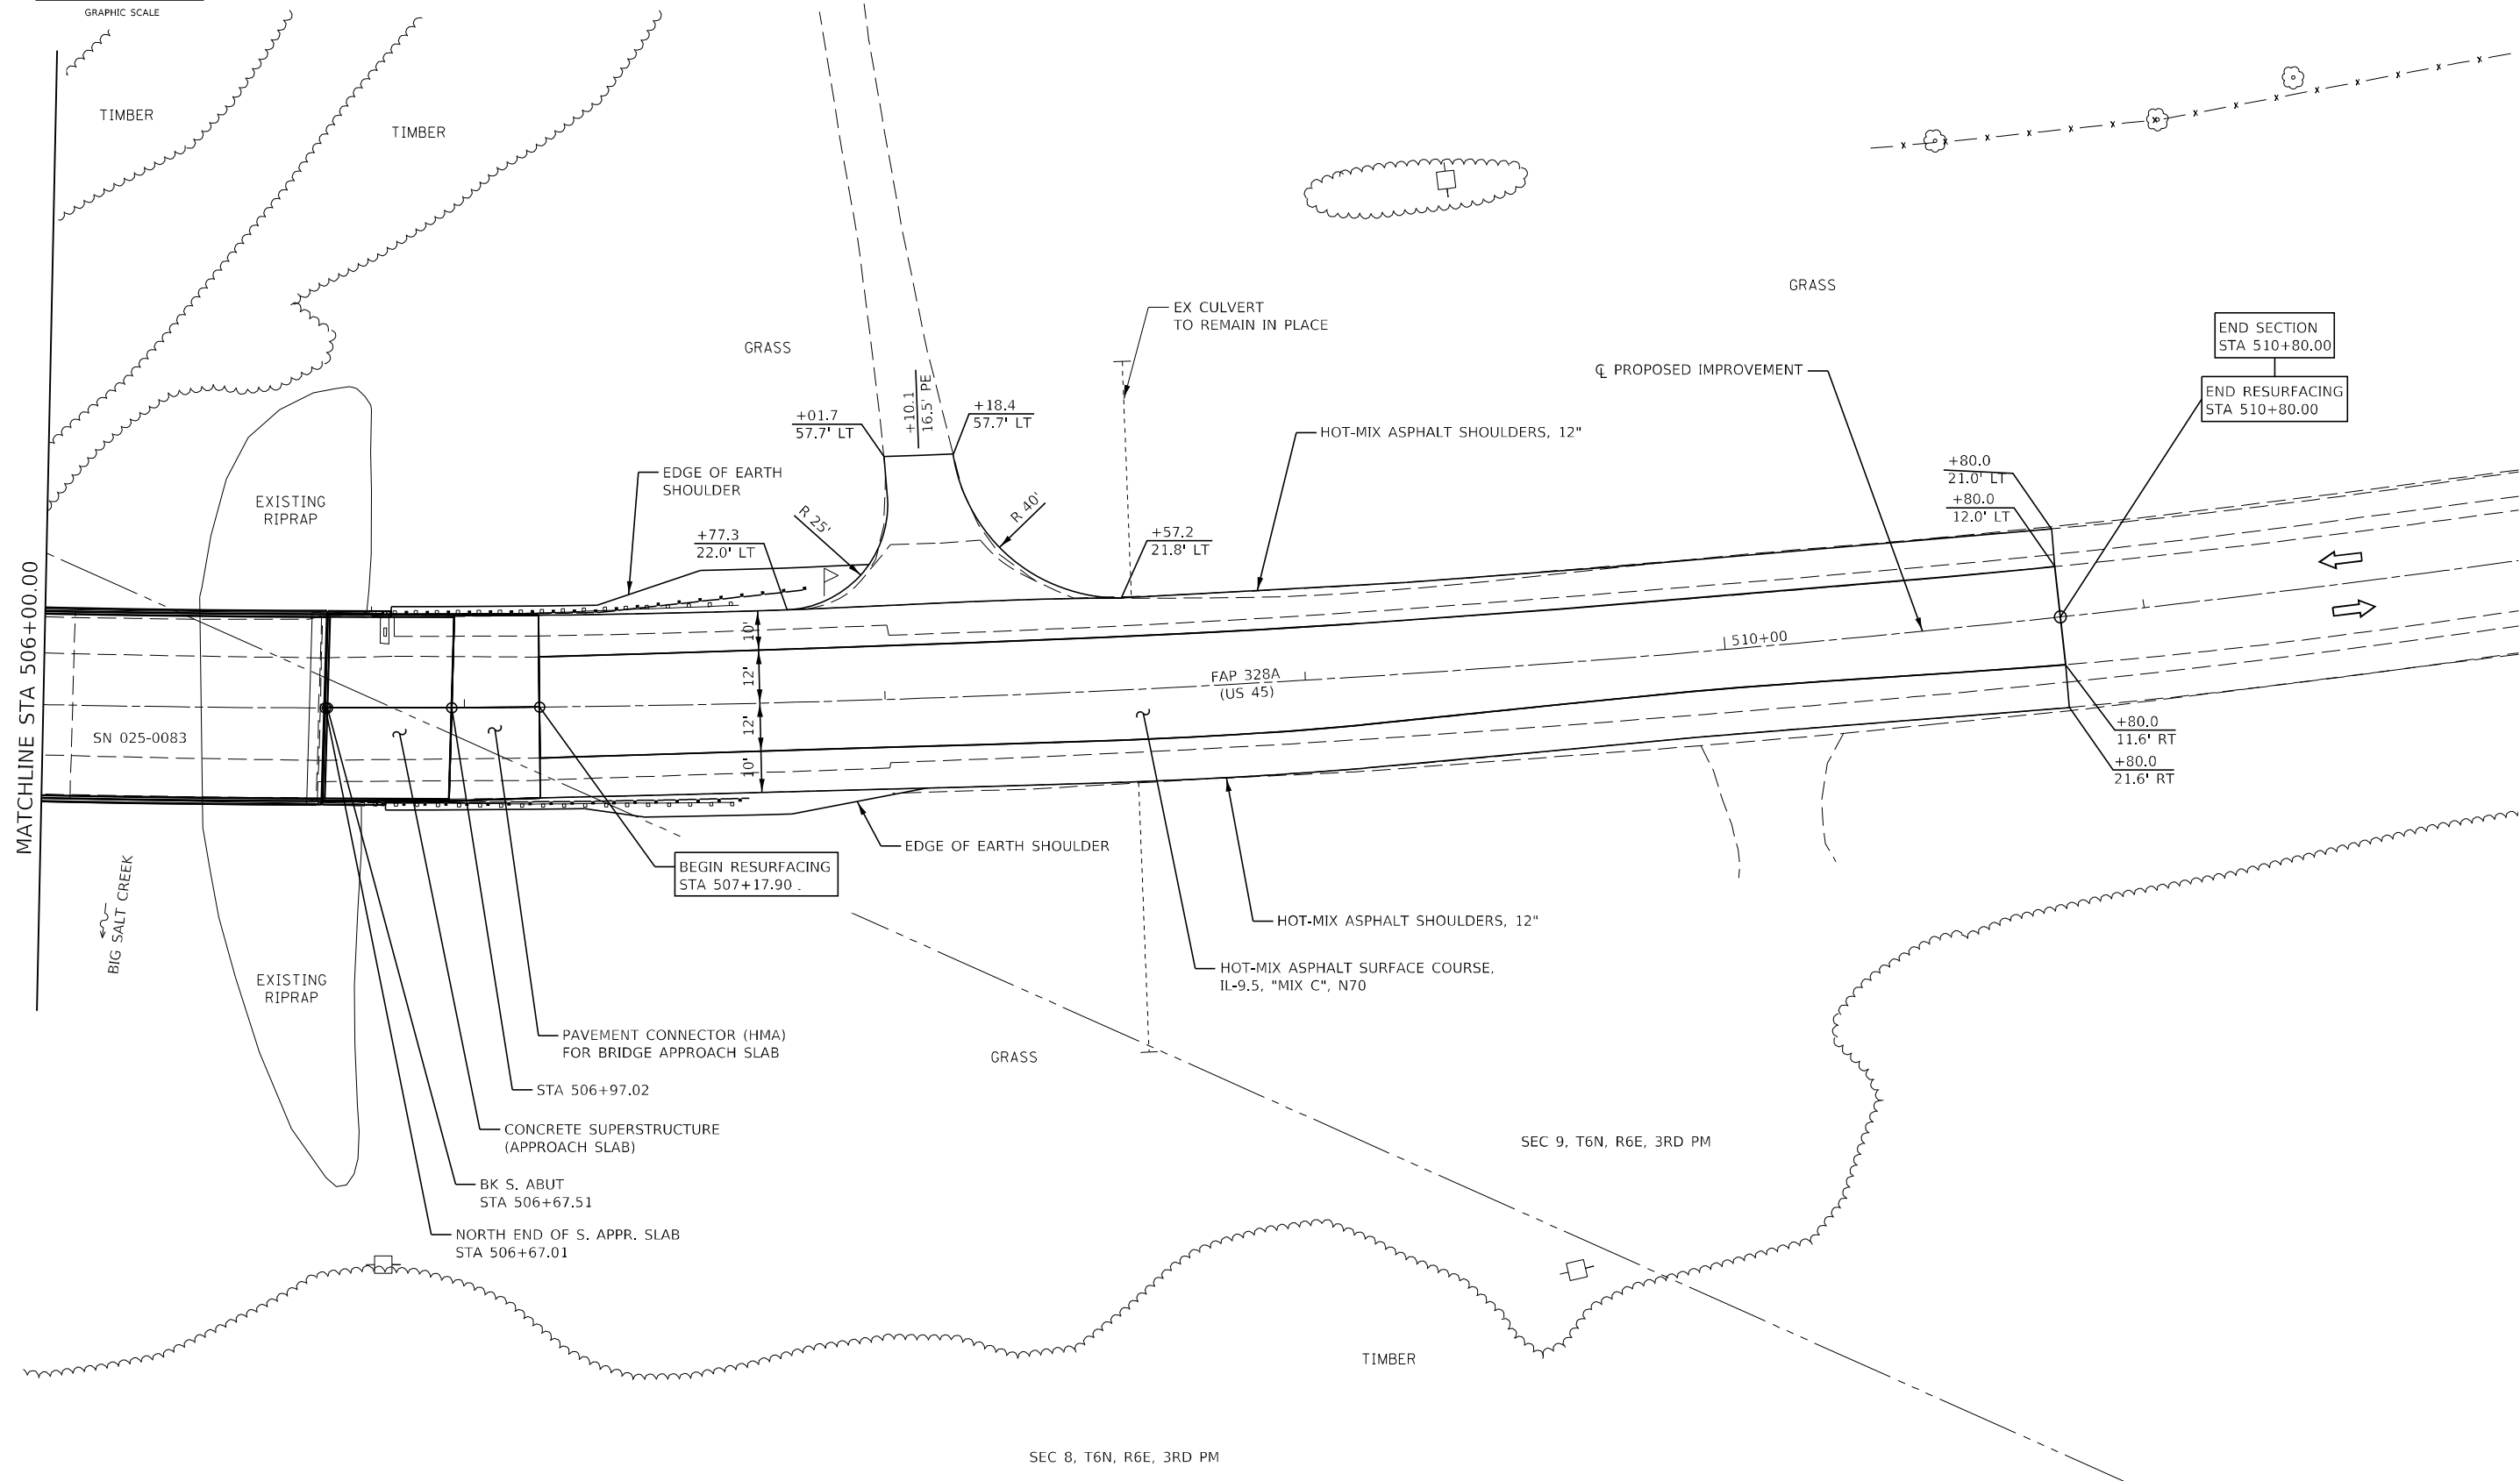 GRAPHIC SCALE
TIMBER
TIMBER
GRASS
EX CULVERT
TO REMAIN IN PLACE
END SECTION
STA 510+80.00
GRASS
℄ PROPOSED IMPROVEMENT
END RESURFACING
STA 510+80.00
+01.7
57.7' LT
+10.1
16.5' PE
+18.4
57.7' LT
HOT-MIX ASPHALT SHOULDERS, 12"
EDGE OF EARTH
SHOULDER
+80.0
21.0' LT
+80.0
12.0' LT
EXISTING
RIPRAP
R 25'
R 40'
+77.3
22.0' LT
+57.2
21.8' LT
MATCHLINE STA 506+00.00
10'
12'
12'
10'
510+00
FAP 328A
(US 45)
SN 025-0083
+80.0
11.6' RT
+80.0
21.6' RT
EDGE OF EARTH SHOULDER
BEGIN RESURFACING
STA 507+17.90
BIG SALT CREEK
HOT-MIX ASPHALT SHOULDERS, 12"
HOT-MIX ASPHALT SURFACE COURSE,
IL-9.5, "MIX C", N70
EXISTING
RIPRAP
PAVEMENT CONNECTOR (HMA)
FOR BRIDGE APPROACH SLAB
GRASS
STA 506+97.02
CONCRETE SUPERSTRUCTURE
(APPROACH SLAB)
SEC 9, T6N, R6E, 3RD PM
BK S. ABUT
STA 506+67.51
NORTH END OF S. APPR. SLAB
STA 506+67.01
TIMBER
SEC 8, T6N, R6E, 3RD PM